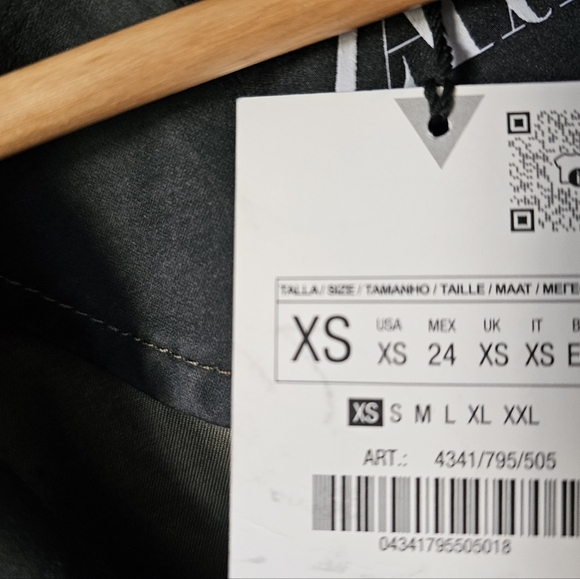 TALLA / SIZE / TAMANHO / TAILLE / MAAT / ΜΕΓΕ
XS USA MEX UK IT
XS 24 XS XS E
XS S M L XL XXL
ART.: 4341/795/505
04341795505018